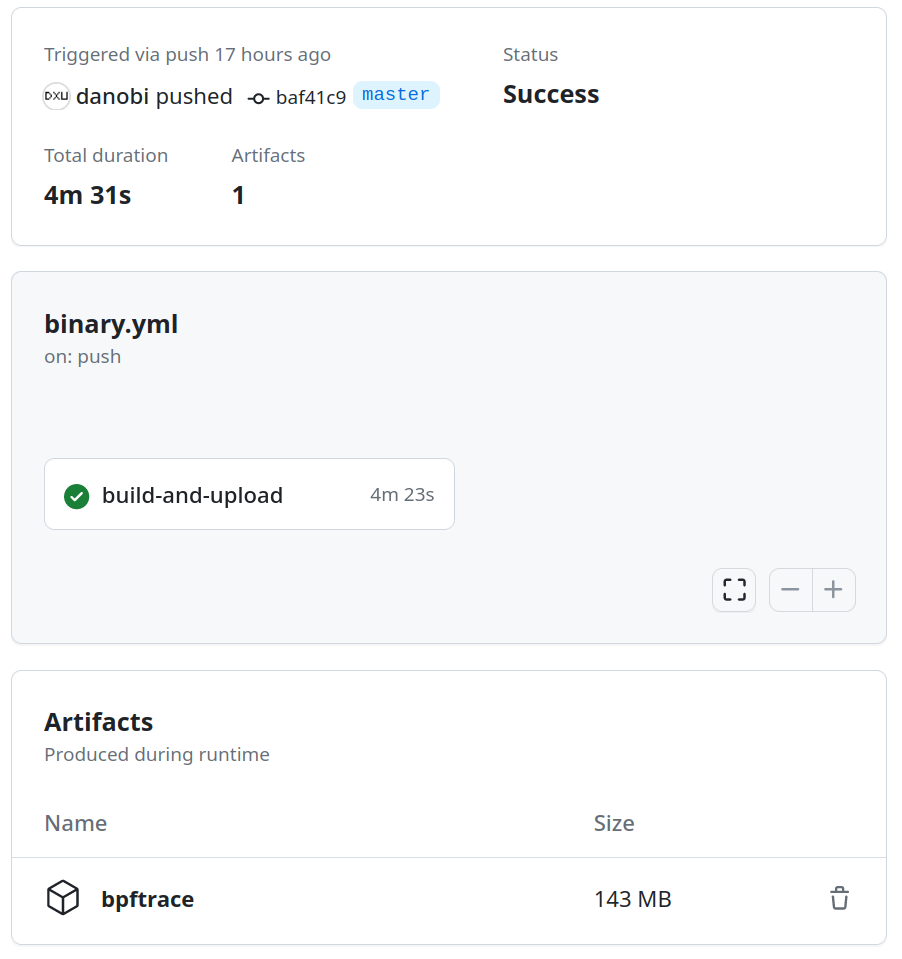 Triggered via push 17 hours ago
DXU danobi pushed baf41c9 master
Status
Success
Total duration
4m 31s
Artifacts
1
binary.yml
on: push
build-and-upload 4m 23s
Artifacts
Produced during runtime
Name Size
bpftrace 143 MB